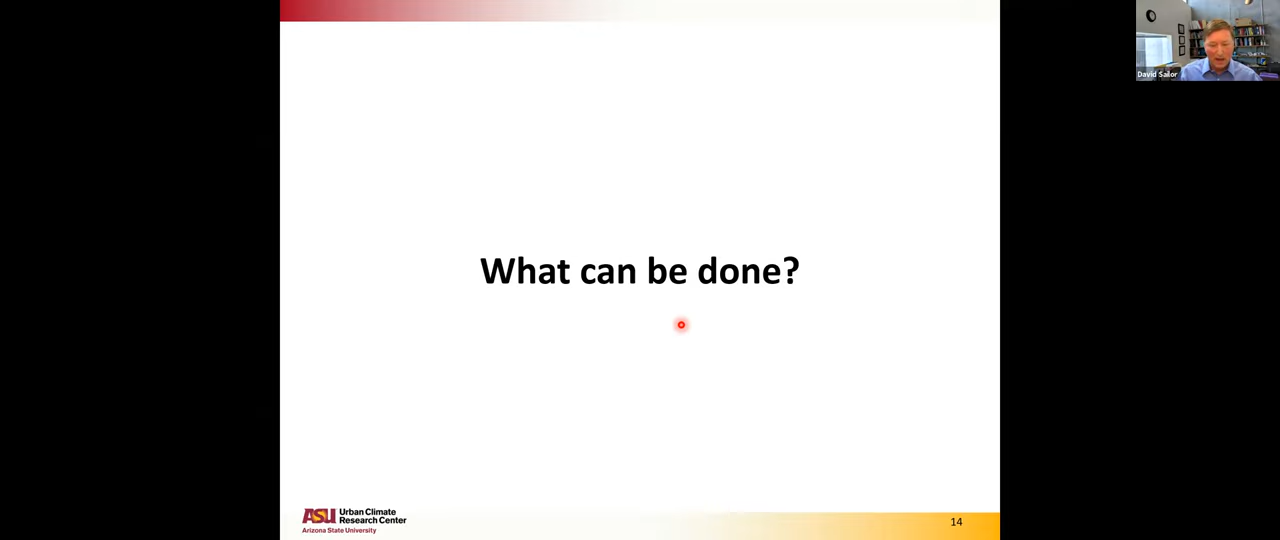 David Sailor
What can be done?
ASU Urban Climate
Research Center
Arizona State University
14